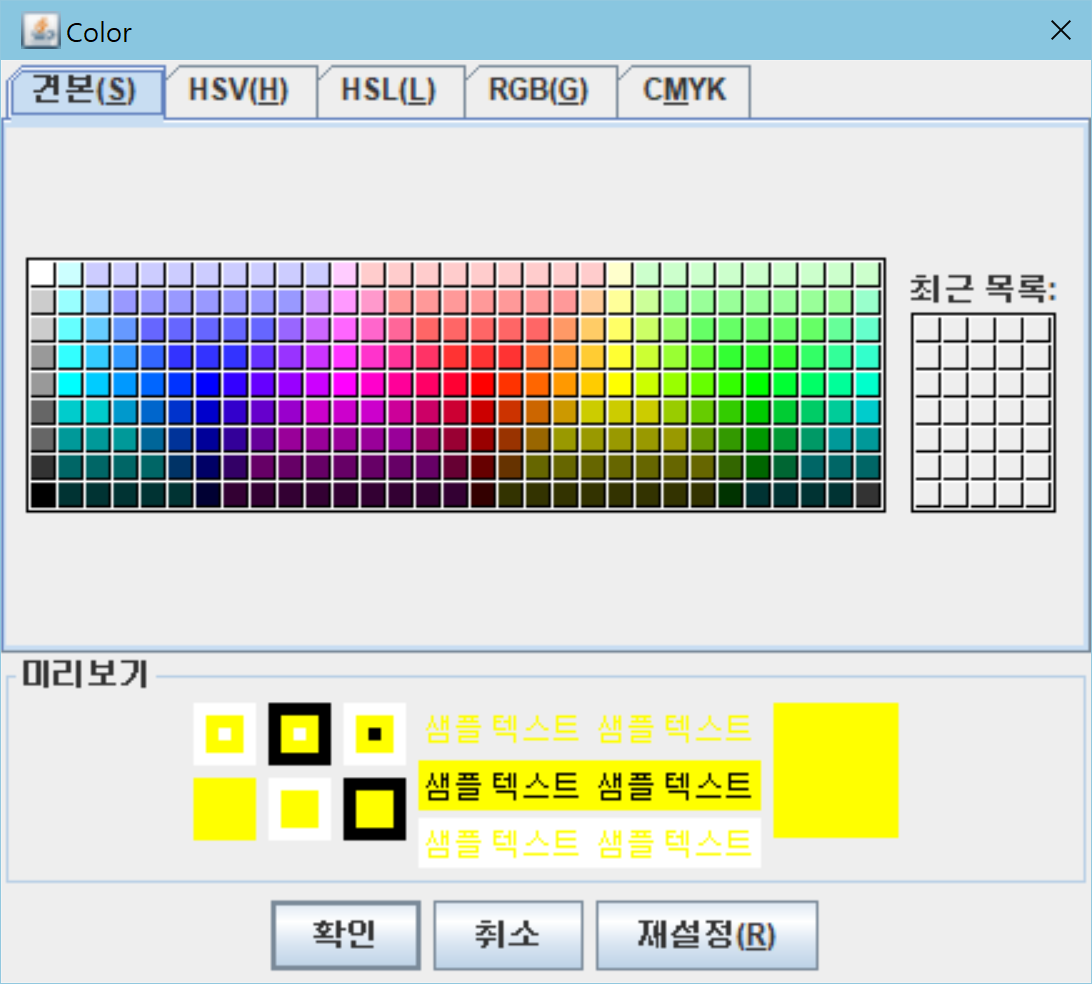 Color
견본(S) HSV(H) HSL(L) RGB(G) CMYK
최근 목록:
미리 보기
샘플 텍스트 샘플 텍스트
샘플 텍스트 샘플 텍스트
샘플 텍스트 샘플 텍스트
확인 취소 재설정(R)